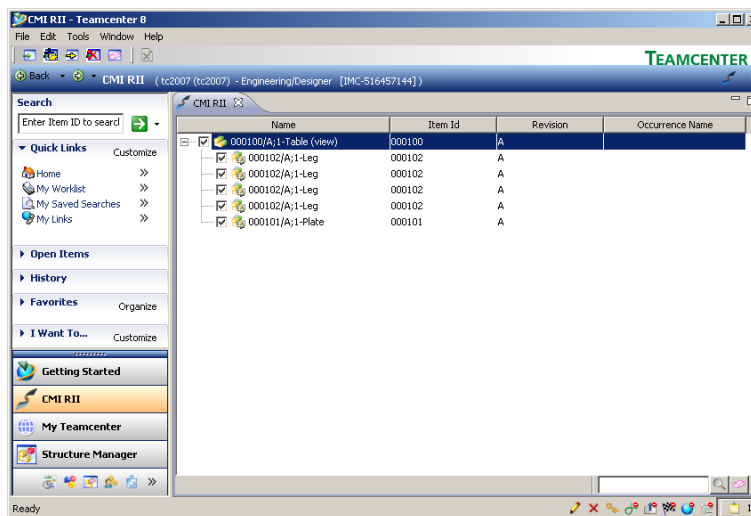 CMI RII - Teamcenter 8
File Edit Tools Window Help
TEAMCENTER
Back CMI RII ( tc2007 (tc2007) - Engineering/Designer [IMC-516457144] )
Search
Enter Item ID to searcl
Quick Links Customize
Home
My Worklist
My Saved Searches
My Links
Open Items
History
Favorites Organize
I Want To... Customize
Getting Started
CMI RII
My Teamcenter
Structure Manager
CMI RII
Name Item Id Revision Occurrence Name
000100/A;1-Table (view) 000100 A
000102/A;1-Leg 000102 A
000102/A;1-Leg 000102 A
000102/A;1-Leg 000102 A
000102/A;1-Leg 000102 A
000101/A;1-Plate 000101 A
Ready